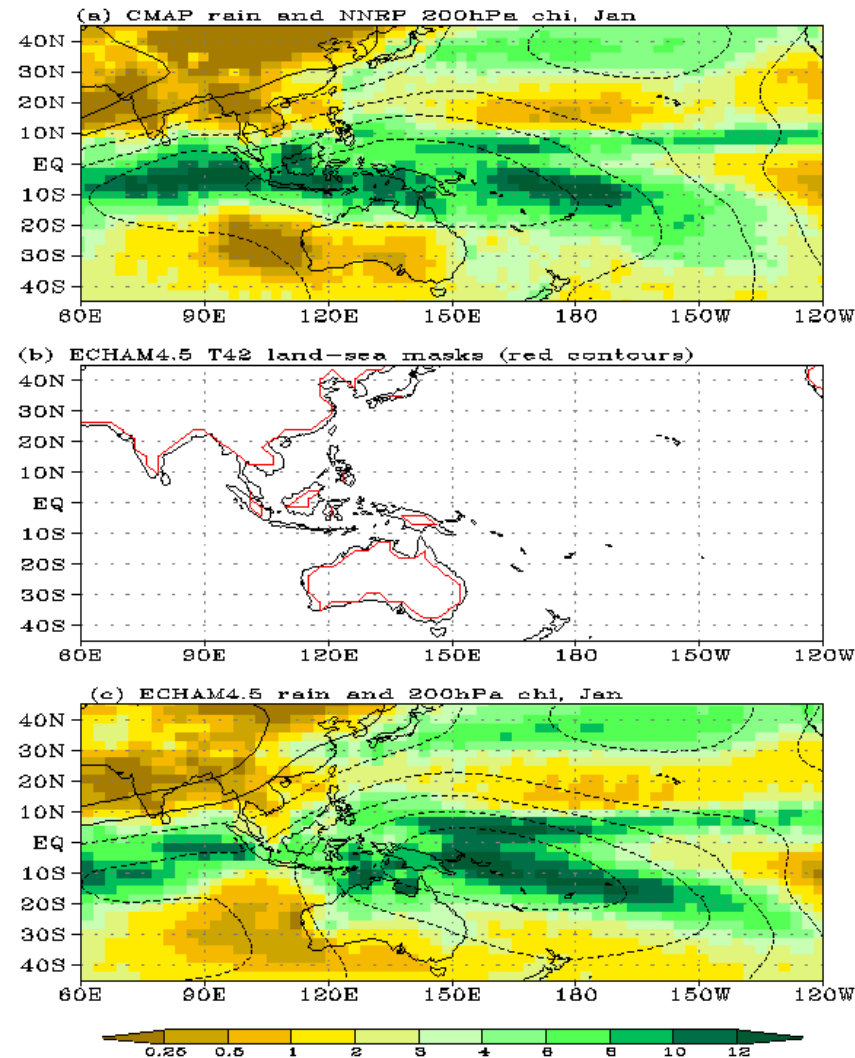 (a) CMAP rain and NNRP 200hPa chi, Jan
40N
30N
20N
10N
EQ
10S
20S
30S
40S
60E 90E 120E 150E 180 150W 120W
(b) ECHAM4.5 T42 land-sea masks (red contours)
40N
30N
20N
10N
EQ
10S
20S
30S
40S
60E 90E 120E 150E 180 150W 120W
(c) ECHAM4.5 rain and 200hPa chi, Jan
40N
30N
20N
10N
EQ
10S
20S
30S
40S
60E 90E 120E 150E 180 150W 120W
0.25 0.5 1 2 3 4 6 8 10 12